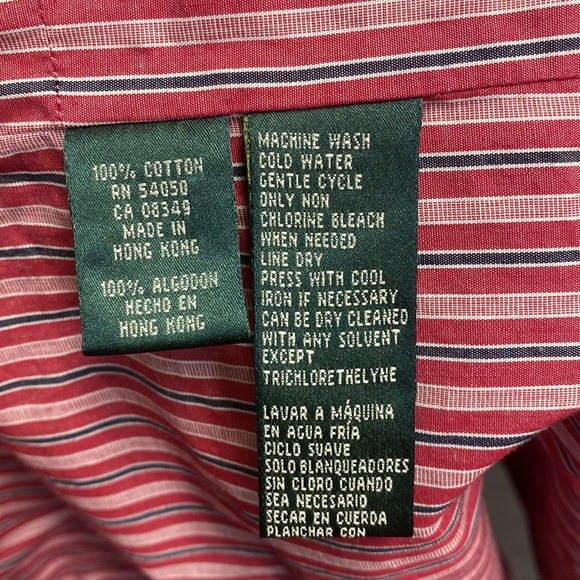 100% COTTON
RN 54050
CA 08349
MADE IN
HONG KONG
100% ALGODON
HECHO EN
HONG KONG
MACHINE WASH
COLD WATER
GENTLE CYCLE
ONLY NON
CHLORINE BLEACH
WHEN NEEDED
LINE DRY
PRESS WITH COOL
IRON IF NECESSARY
CAN BE DRY CLEANED
WITH ANY SOLVENT
EXCEPT
TRICHLORETHELYNE
LAVAR A MÁQUINA
EN AGUA FRÍA
CICLO SUAVE
SOLO BLANQUEADORES
SIN CLORO CUANDO
SEA NECESARIO
SECAR EN CUERDA
PLANCHAR CON